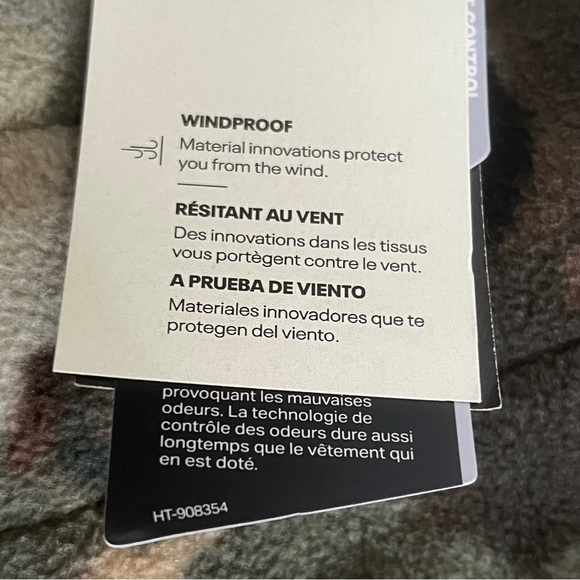 CONTROL
WINDPROOF
Material innovations protect
you from the wind.
RÉSITANT AU VENT
Des innovations dans les tissus
vous portègent contre le vent.
A PRUEBA DE VIENTO
Materiales innovadores que te
protegen del viento.
provoquant les mauvaises
odeurs. La technologie de
contrôle des odeurs dure aussi
longtemps que le vêtement qui
en est doté.
HT-908354